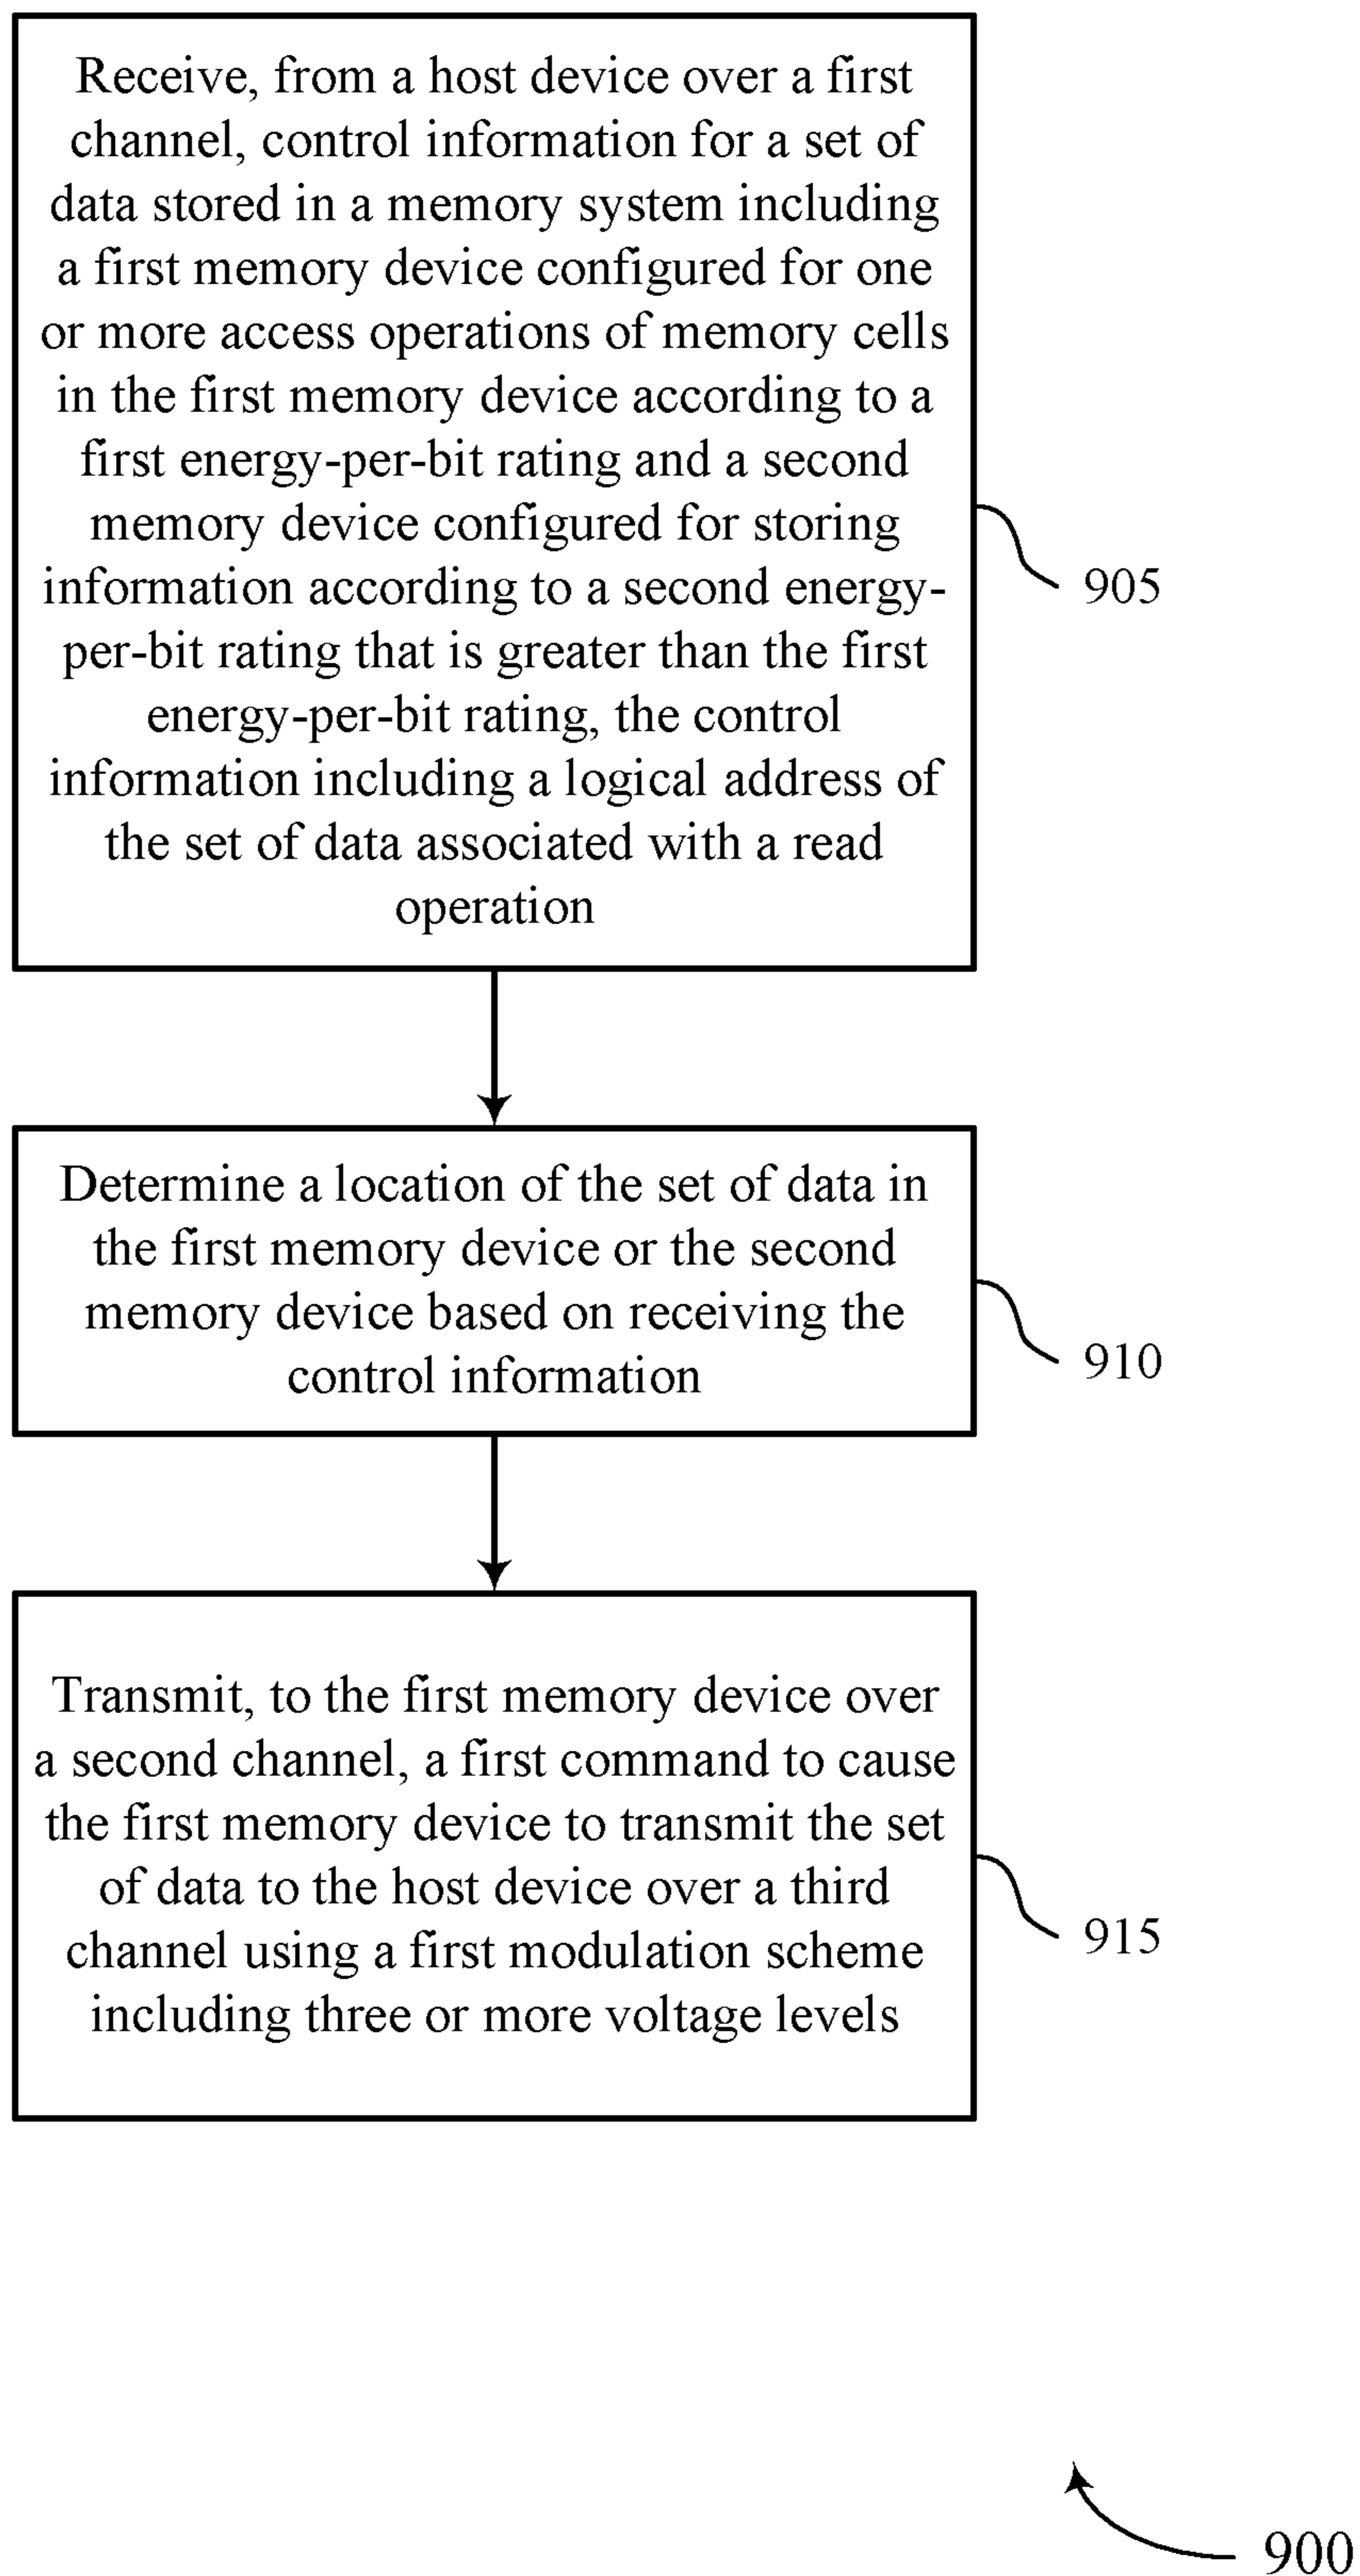 Receive, from a host device over a first
channel, control information for a set of
data stored in a memory system including
a first memory device configured for one
or more access operations of memory cells
in the first memory device according to a
first energy-per-bit rating and a second
memory device configured for storing
information according to a second energy-
per-bit rating that is greater than the first
energy-per-bit rating, the control
information including a logical address of
the set of data associated with a read
operation
905
Determine a location of the set of data in
the first memory device or the second
memory device based on receiving the
control information
910
Transmit, to the first memory device over
a second channel, a first command to cause
the first memory device to transmit the set
of data to the host device over a third
channel using a first modulation scheme
including three or more voltage levels
915
900